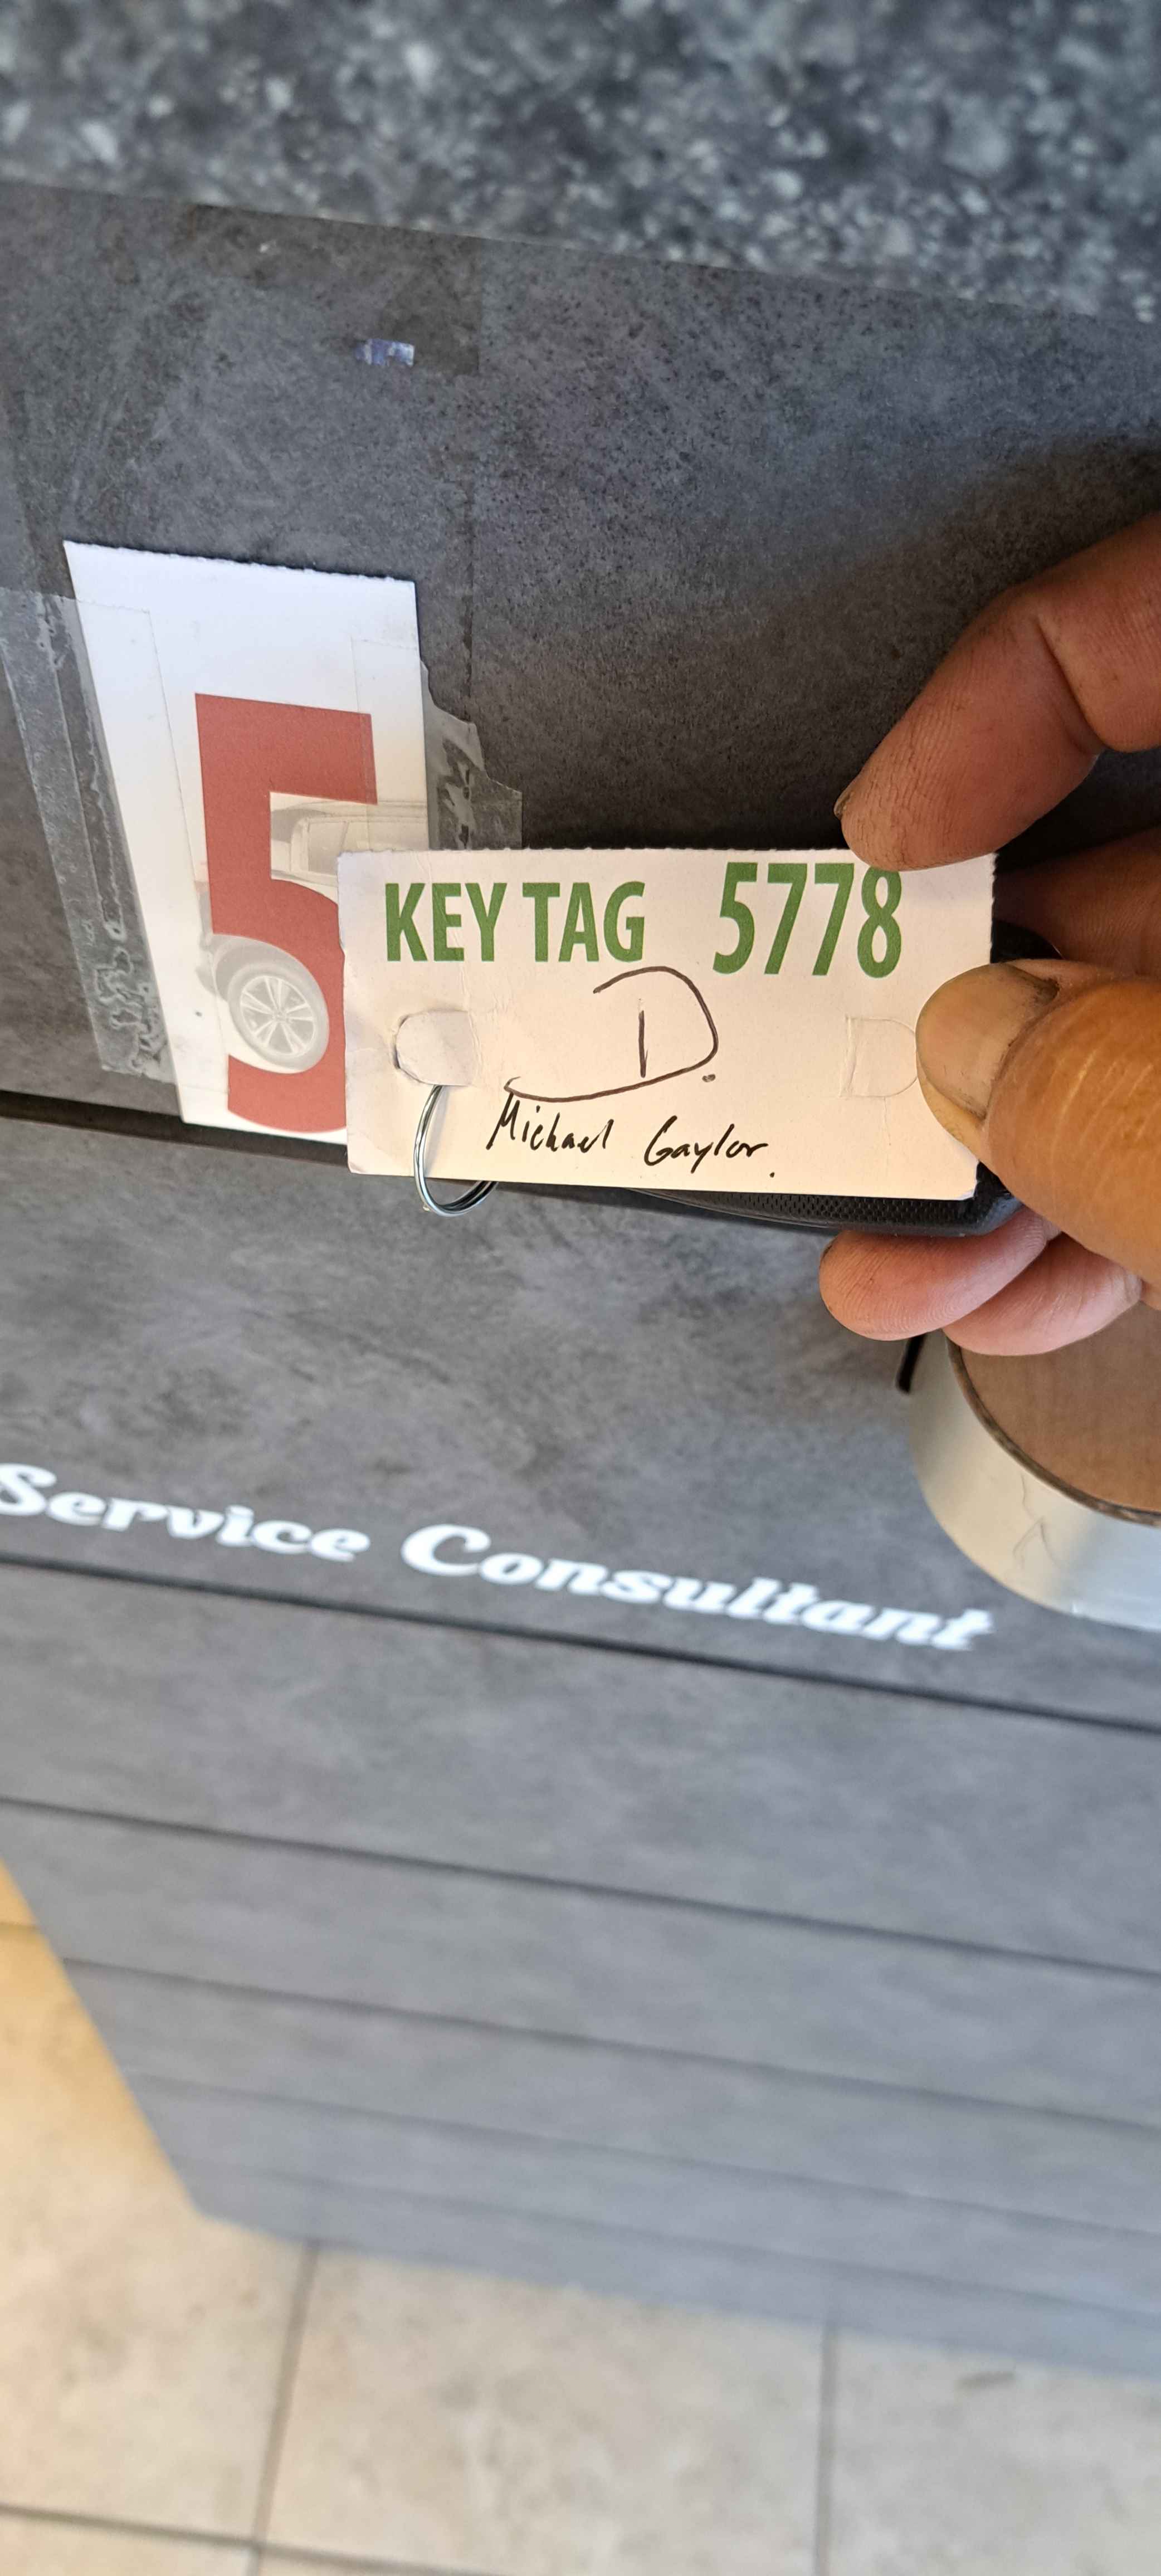 5
KEY TAG 5778
D.
Michael Gaylor.
Service Consultant